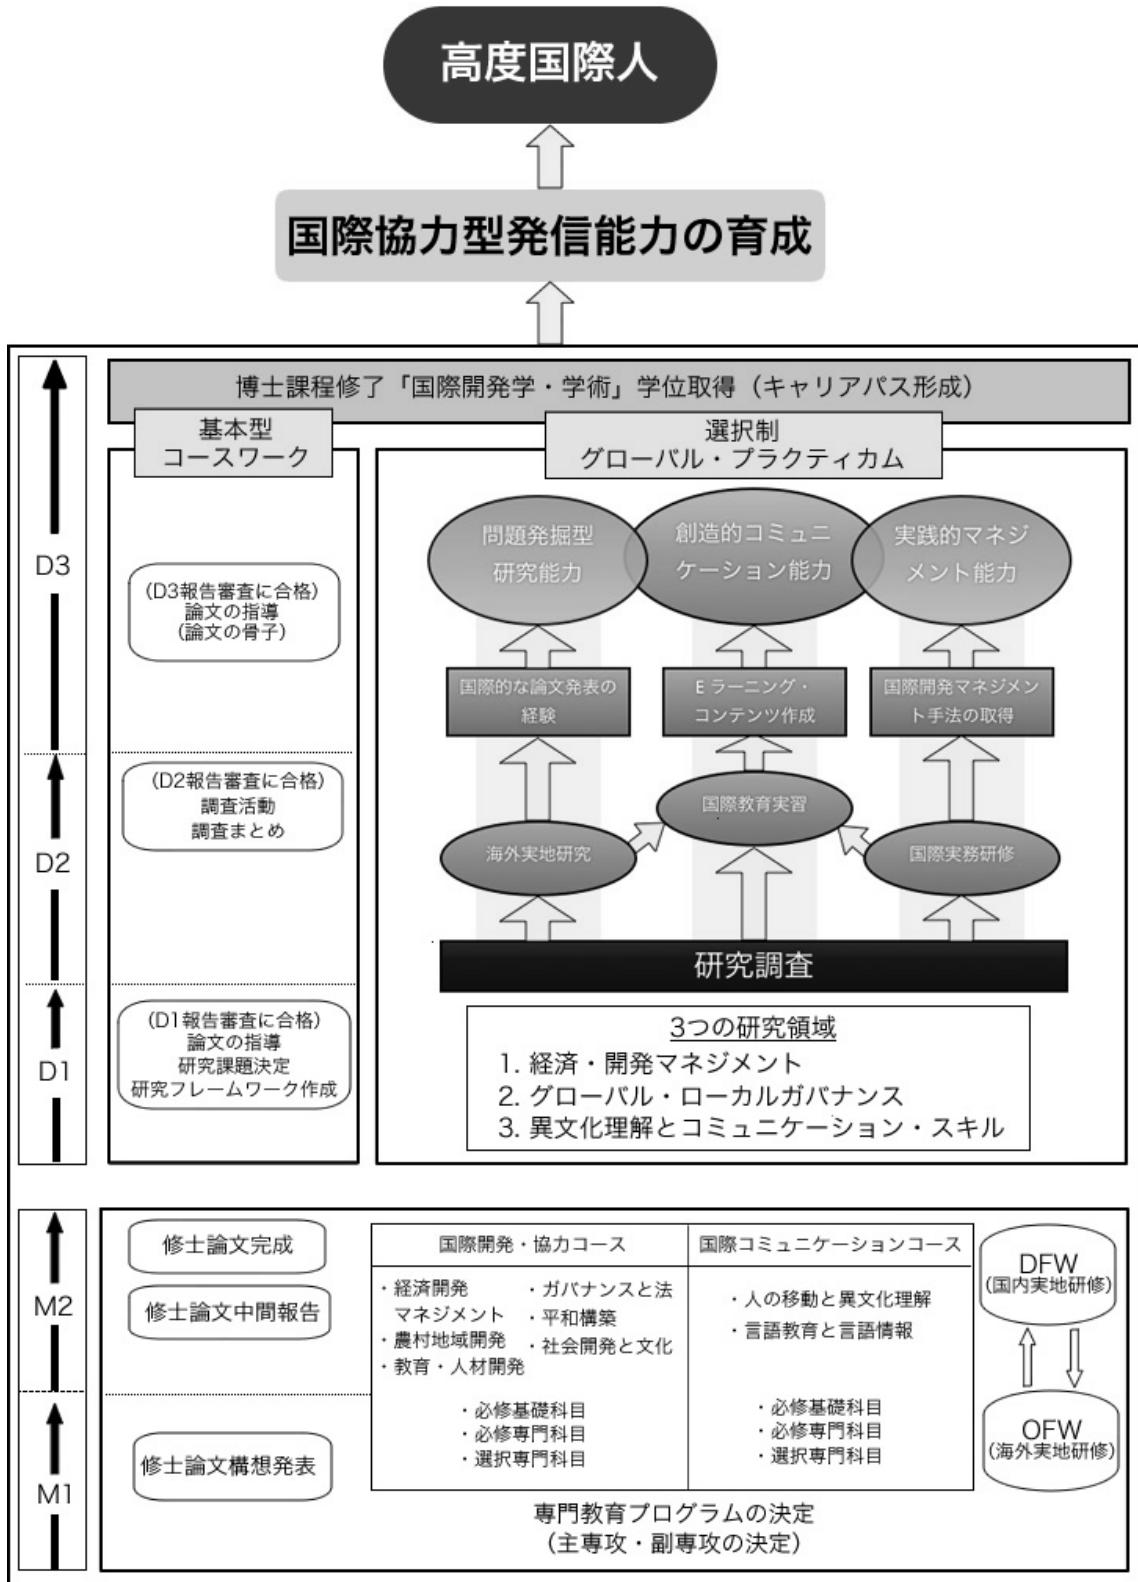 高度国際人
国際協力型発信能力の育成
博士課程修了「国際開発学・学術」学位取得（キャリアパス形成）
基本型
コースワーク
選択制
グローバル・プラクティカム
D3
(D3報告審査に合格)
論文の指導
(論文の骨子)
問題発掘型
研究能力
創造的コミュニ
ケーション能力
実践的マネジ
メント能力
国際的な論文発表の
経験
Eラーニング・
コンテンツ作成
国際開発マネジメン
ト手法の取得
D2
(D2報告審査に合格)
調査活動
調査まとめ
国際教育実習
海外実地研究
国際実務研修
研究調査
D1
(D1報告審査に合格)
論文の指導
研究課題決定
研究フレームワーク作成
3つの研究領域
1. 経済・開発マネジメント
2. グローバル・ローカルガバナンス
3. 異文化理解とコミュニケーション・スキル
M2
修士論文完成
修士論文中間報告
国際開発・協力コース
・経済開発
マネジメント
・農村地域開発
・教育・人材開発
・ガバナンスと法
・平和構築
・社会開発と文化
国際コミュニケーションコース
・人の移動と異文化理解
・言語教育と言語情報
DFW
(国内実地研修)
M1
修士論文構想発表
・必修基礎科目
・必修専門科目
・選択専門科目
・必修基礎科目
・必修専門科目
・選択専門科目
OFW
(海外実地研修)
専門教育プログラムの決定
（主専攻・副専攻の決定）